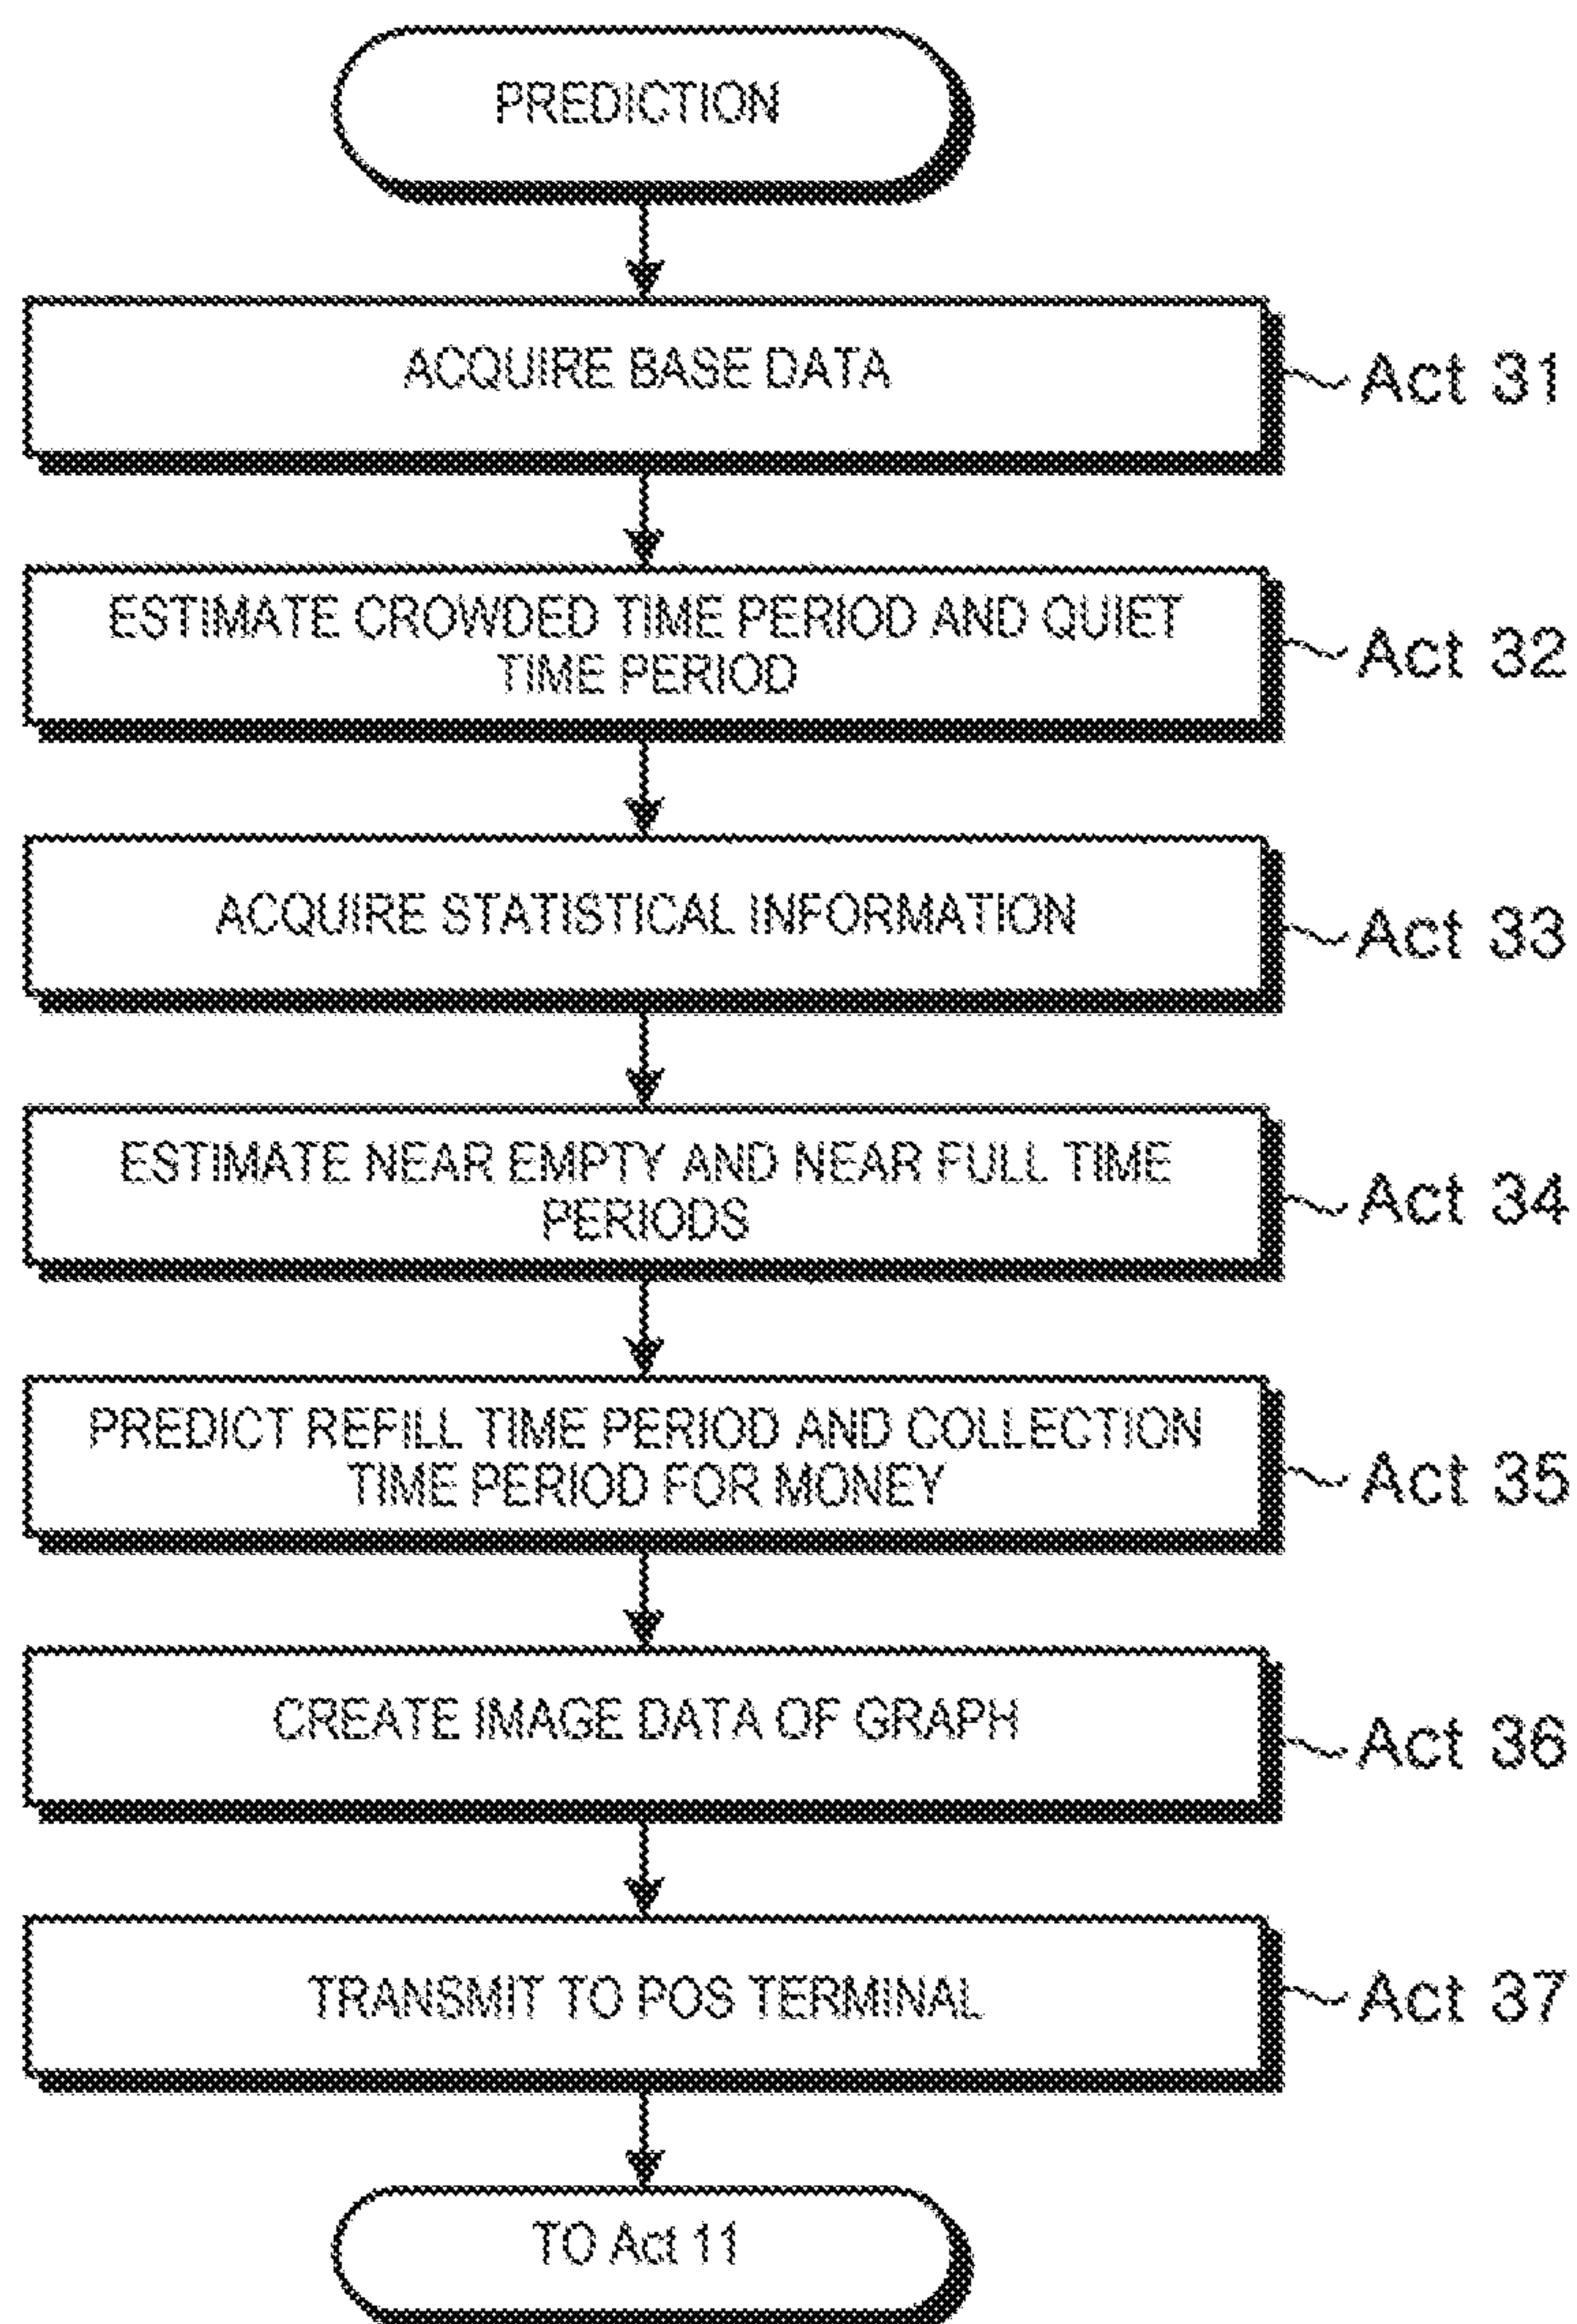 PREDICTION
ACQUIRE BASE DATA
Act 31
ESTIMATE CROWDED TIME PERIOD AND QUIET
TIME PERIOD
Act 32
ACQUIRE STATISTICAL INFORMATION
Act 33
ESTIMATE NEAR EMPTY AND NEAR FULL TIME
PERIODS
Act 34
PREDICT REFILL TIME PERIOD AND COLLECTION
TIME PERIOD FOR MONEY
Act 35
CREATE IMAGE DATA OF GRAPH
Act 36
TRANSMIT TO POS TERMINAL
Act 37
TO Act 11